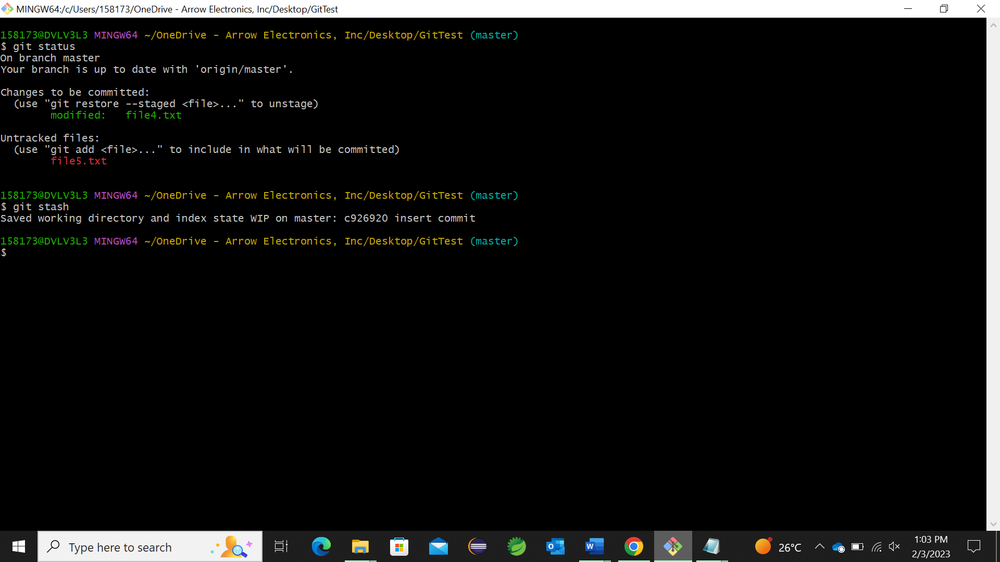 MINGW64:/c/Users/158173/OneDrive - Arrow Electronics, Inc/Desktop/GitTest
158173@DVLV3L3 MINGW64 ~/OneDrive - Arrow Electronics, Inc/Desktop/GitTest (master)
$ git status
On branch master
Your branch is up to date with 'origin/master'.
Changes to be committed:
(use "git restore --staged <file>..." to unstage)
modified: file4.txt
Untracked files:
(use "git add <file>..." to include in what will be committed)
file5.txt
158173@DVLV3L3 MINGW64 ~/OneDrive - Arrow Electronics, Inc/Desktop/GitTest (master)
$ git stash
Saved working directory and index state WIP on master: c926920 insert commit
158173@DVLV3L3 MINGW64 ~/OneDrive - Arrow Electronics, Inc/Desktop/GitTest (master)
$
Type here to search
26°C
1:03 PM
2/3/2023